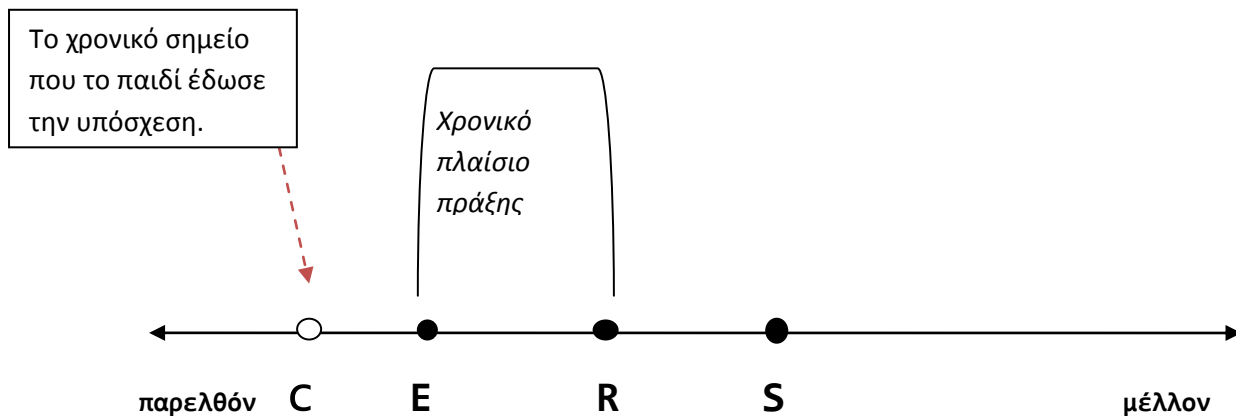 Το χρονικό σημείο
που το παιδί έδωσε
την υπόσχεση.
Χρονικό
πλαίσιο
πράξης
παρελθόν C E R S μέλλον